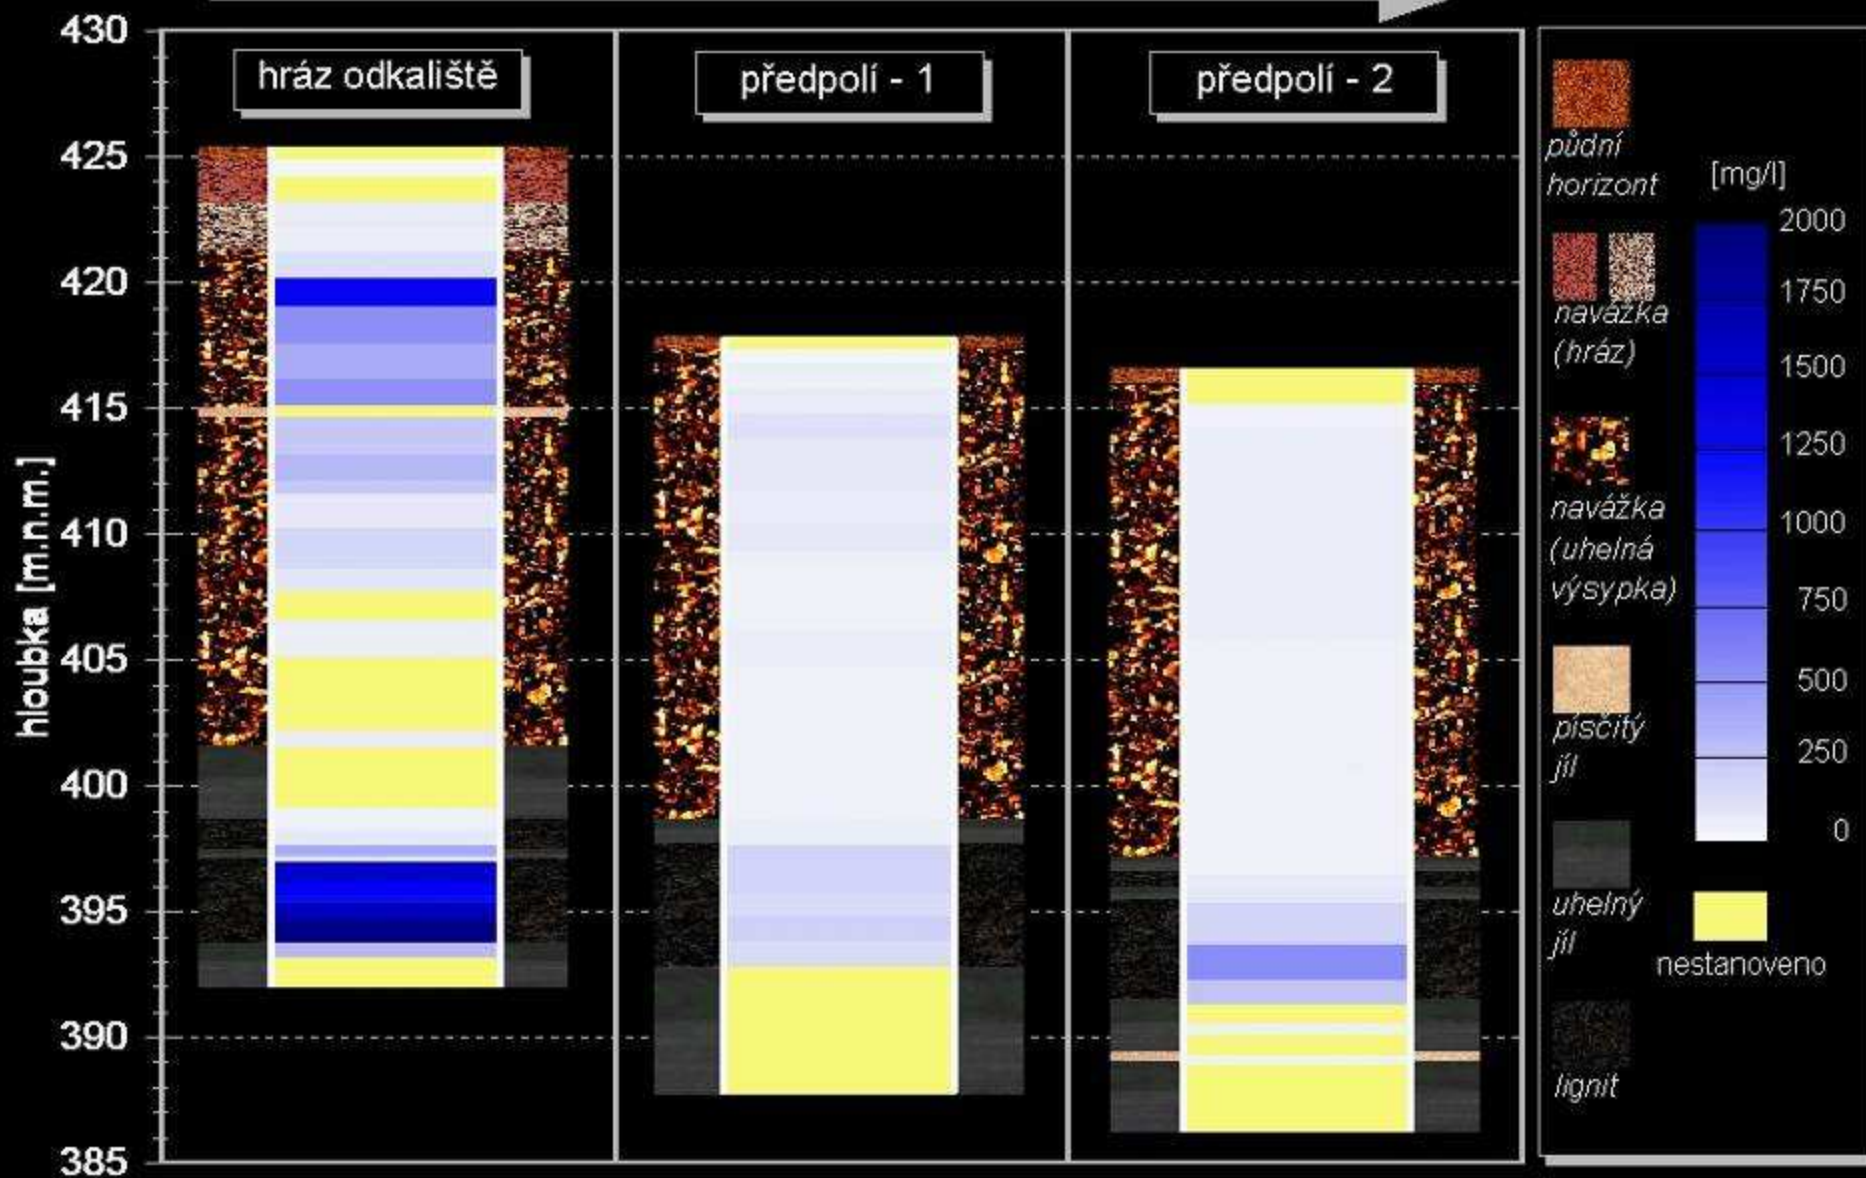 hráz odkaliště
předpolí - 1
předpolí - 2
hloubka [m.n.m.]
430
425
420
415
410
405
400
395
390
385
půdní
horizont
navážka
(hráz)
navážka
(uhelná
výsypka)
písčitý
jíl
uhelný
jíl
lignit
[mg/l]
2000
1750
1500
1250
1000
750
500
250
0
nestanoveno